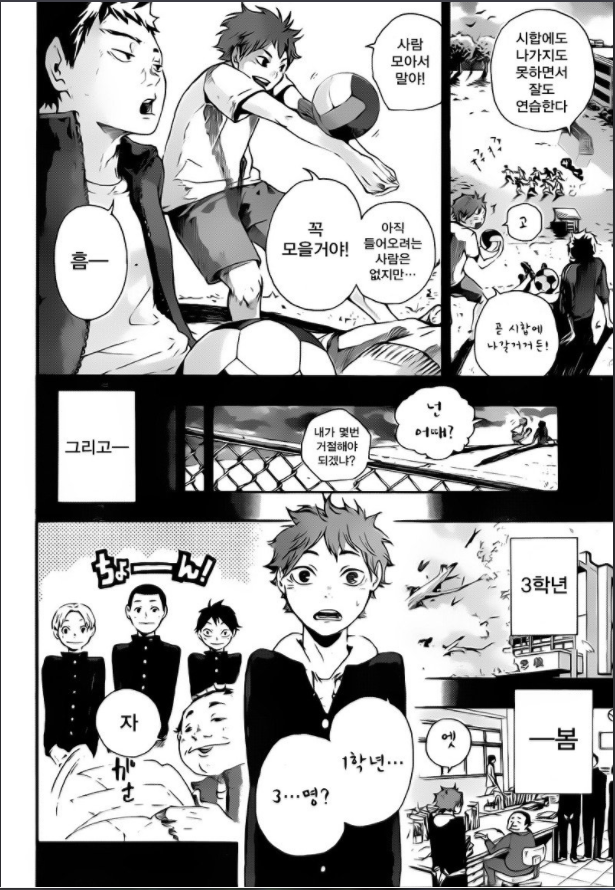 시합에도
나가지도
못하면서
잘도
연습한다
고
곧 시합에
나갈거거든!
사람
모아서
말야!
아직
들어오려는
사람은
없지만…
꼭
모을거야!
흠—
넌
어때?
내가 몇번
거절해야
되겠냐?
그리고—
3학년
—봄
엣
1학년…
3…명?
ちょーん!
자
ガサ